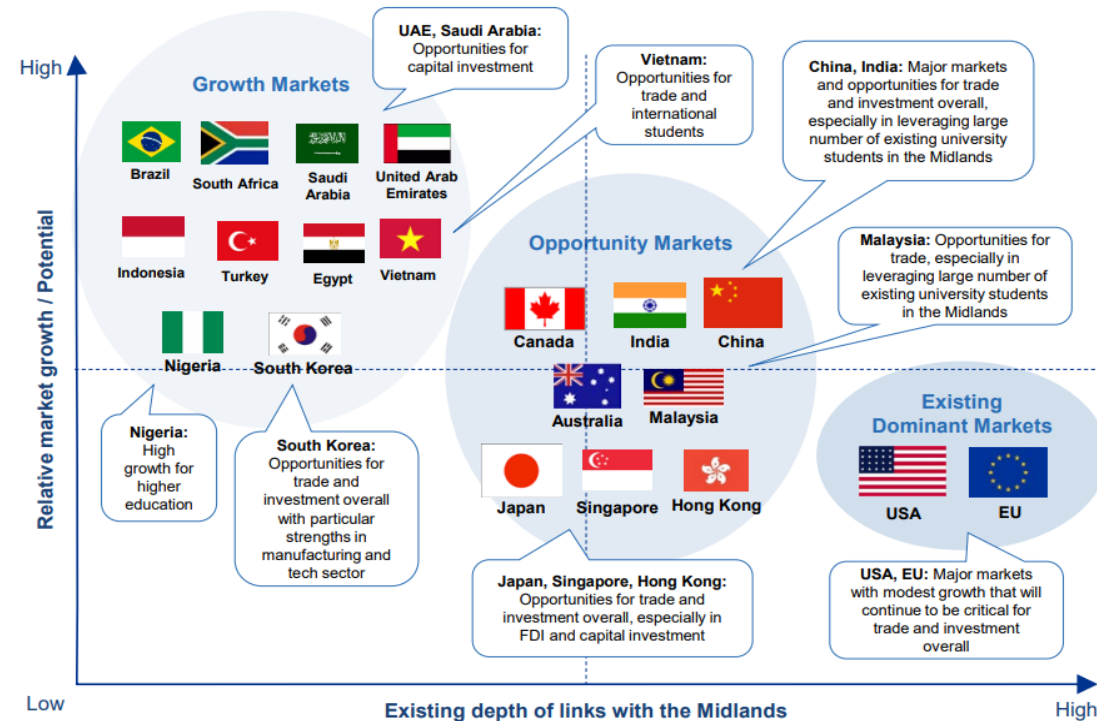 High
Relative market growth / Potential
Low
Existing depth of links with the Midlands
High
Growth Markets
Brazil
South Africa
Saudi
Arabia
United Arab
Emirates
Indonesia
Turkey
Egypt
Vietnam
Nigeria
South Korea
UAE, Saudi Arabia:
Opportunities for
capital investment
Vietnam:
Opportunities for
trade and
international
students
China, India: Major
markets
and opportunities for trade
and investment overall,
especially in leveraging large
number of existing university
students in the Midlands
Opportunity Markets
Canada
India
China
Australia
Malaysia
Japan
Singapore
Hong Kong
Malaysia: Opportunities for
trade, especially in
leveraging large number of
existing university students
in the Midlands
Existing
Dominant Markets
USA
EU
Nigeria:
High
growth for
higher
education
South Korea:
Opportunities for
trade and
investment overall
with particular
strengths in
manufacturing and
tech sector
Japan, Singapore, Hong Kong:
Opportunities for trade and
investment overall, especially in
FDI and capital investment
USA, EU: Major markets
with modest growth that will
continue to be critical for
trade and investment
overall